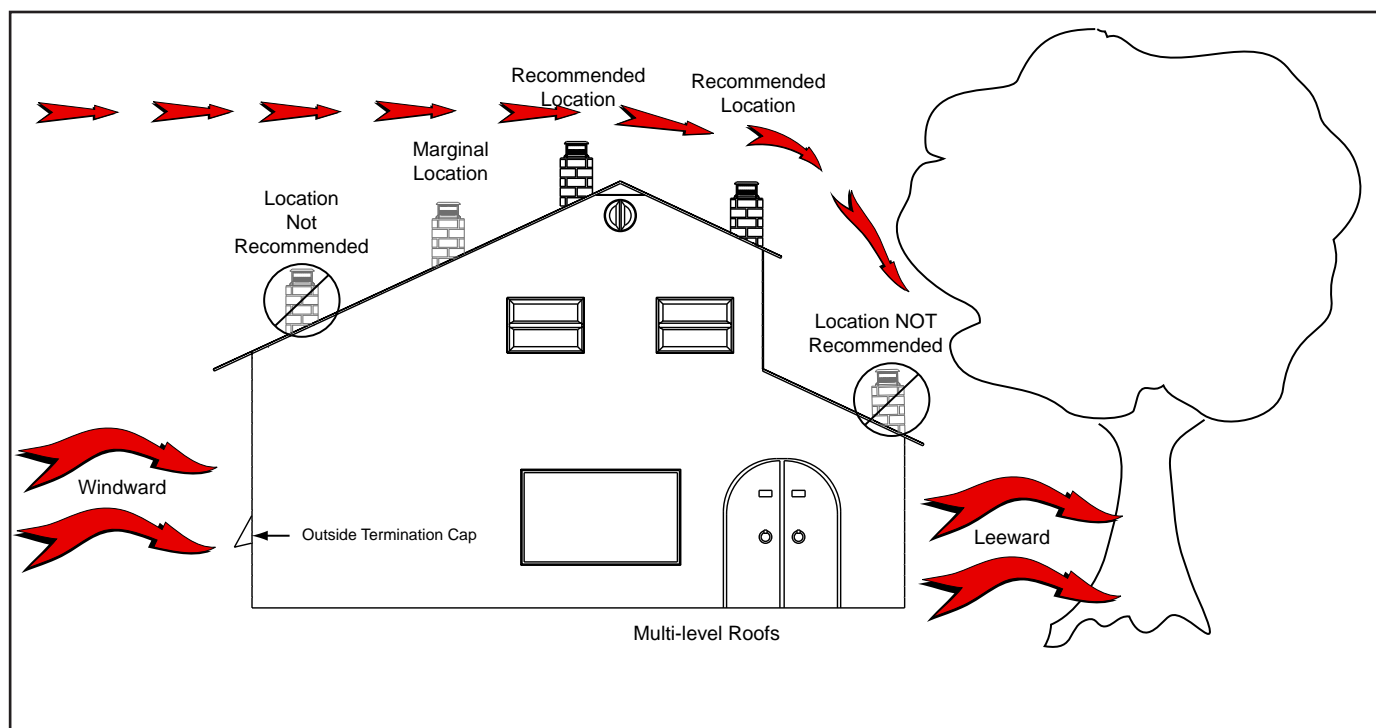 Recommended
Location
Recommended
Location
Marginal
Location
Location
Not
Recommended
Location NOT
Recommended
Windward
Outside Termination Cap
Leeward
Multi-level Roofs